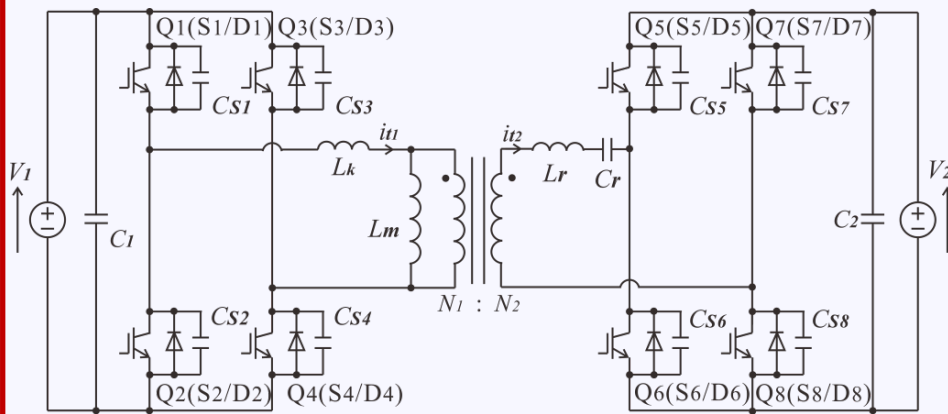 Q1(S1/D1) Q3(S3/D3) Q5(S5/D5) Q7(S7/D7)
CS1 CS3 CS5 CS7
it1 it2
V1 Lk Lr Cr V2
C1 Lm C2
N1 : N2
CS2 CS4 CS6 CS8
Q2(S2/D2) Q4(S4/D4) Q6(S6/D6) Q8(S8/D8)